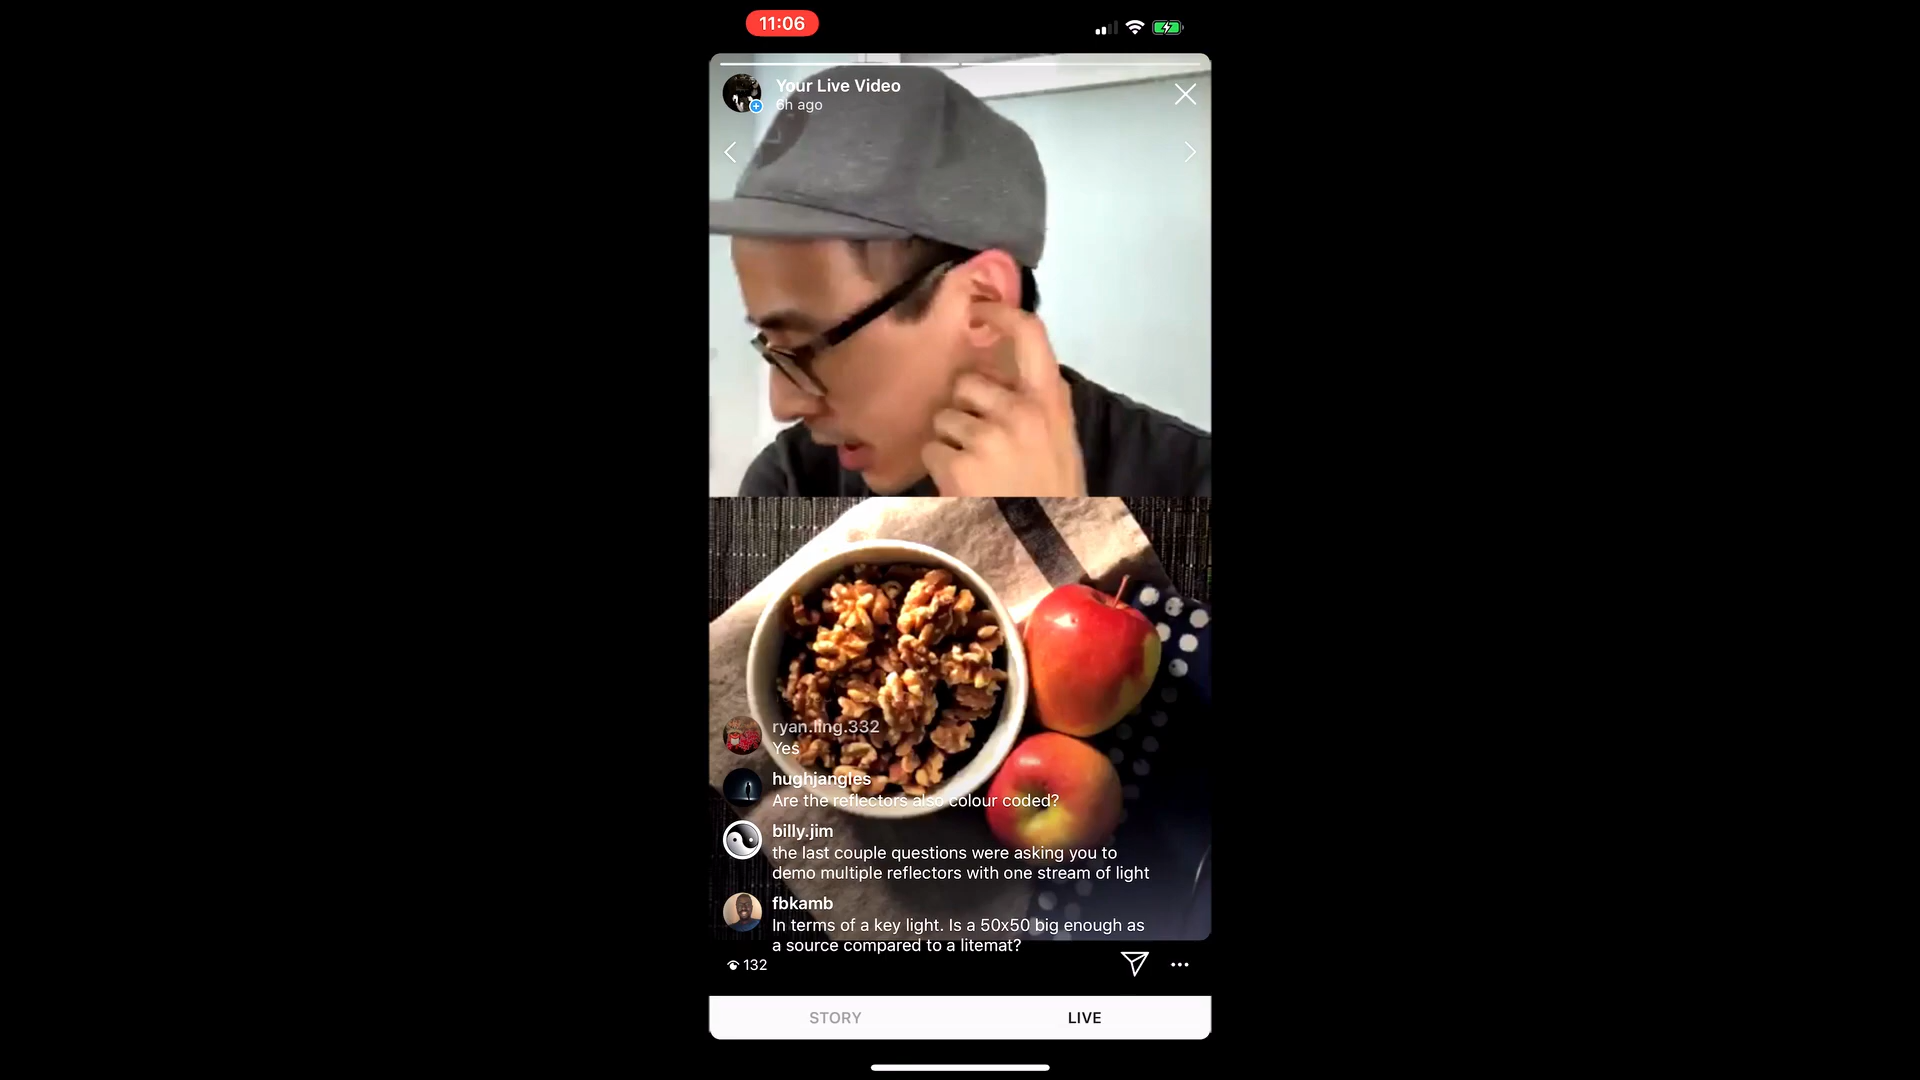 11:06
Your Live Video
6h ago
ryan.ling.332
Yes
hughjangles
Are the reflectors also colour coded?
billy.jim
the last couple questions were asking you to
demo multiple reflectors with one stream of light
fbkamb
In terms of a key light. Is a 50x50 big enough as
a source compared to a litemat?
132
STORY
LIVE